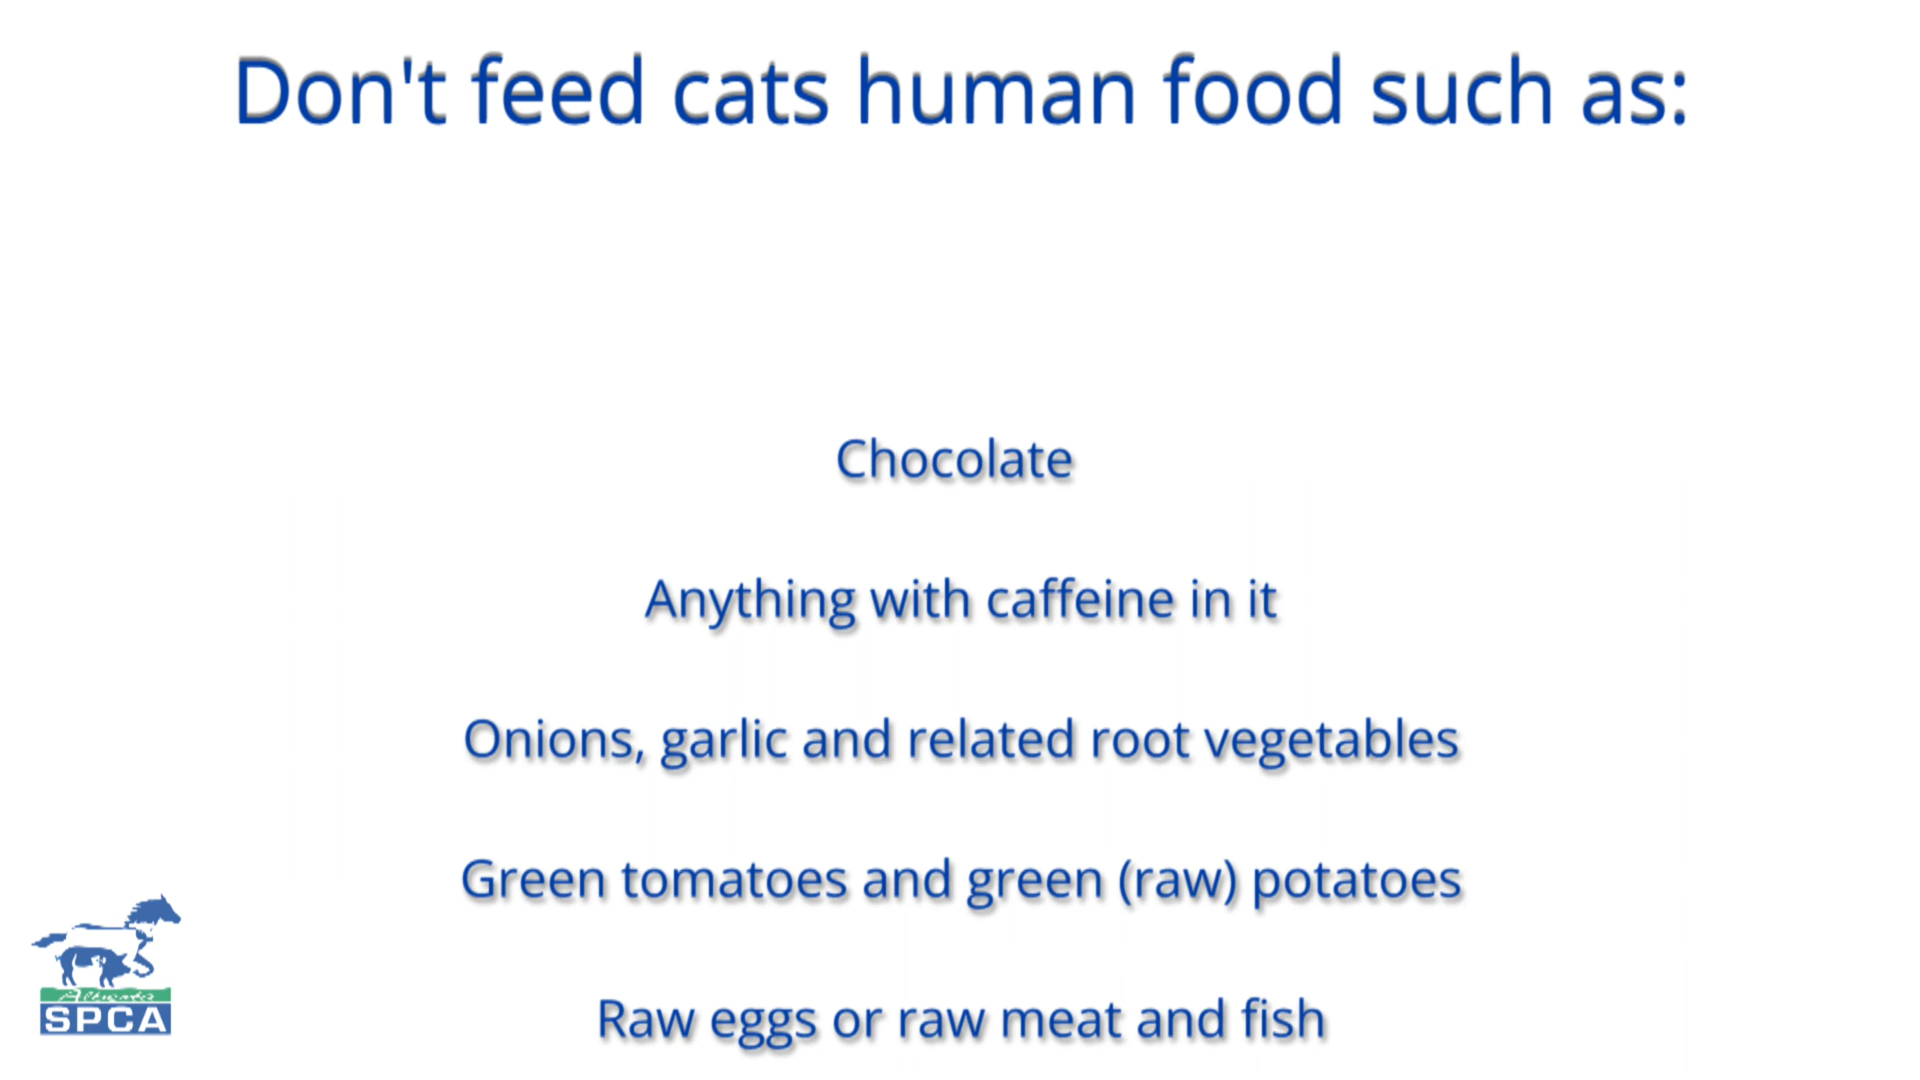 Don't feed cats human food such as:
Chocolate
Anything with caffeine in it
Onions, garlic and related root vegetables
Green tomatoes and green (raw) potatoes
Raw eggs or raw meat and fish
Alberta
SPCA